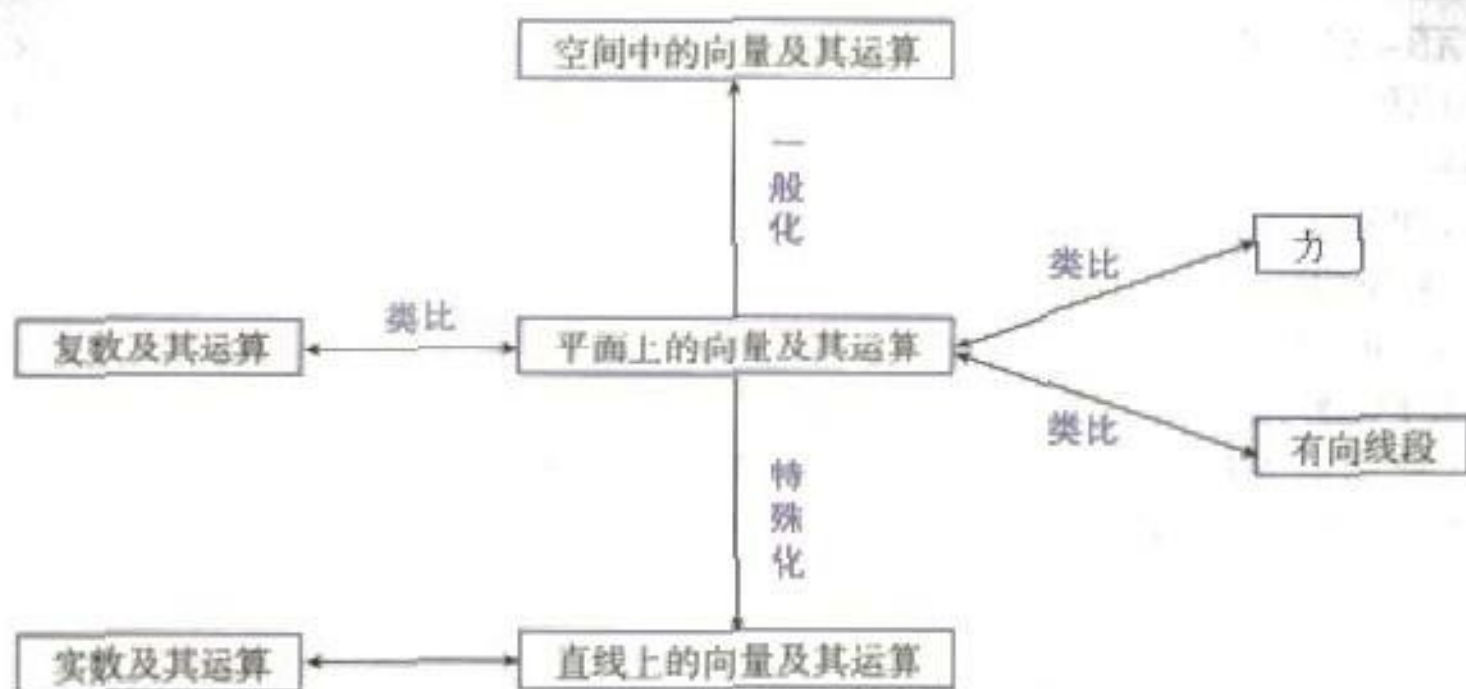 空间中的向量及其运算
一般化
力
类比
类比
复数及其运算
平面上的向量及其运算
类比
有向线段
特殊化
实数及其运算
直线上的向量及其运算